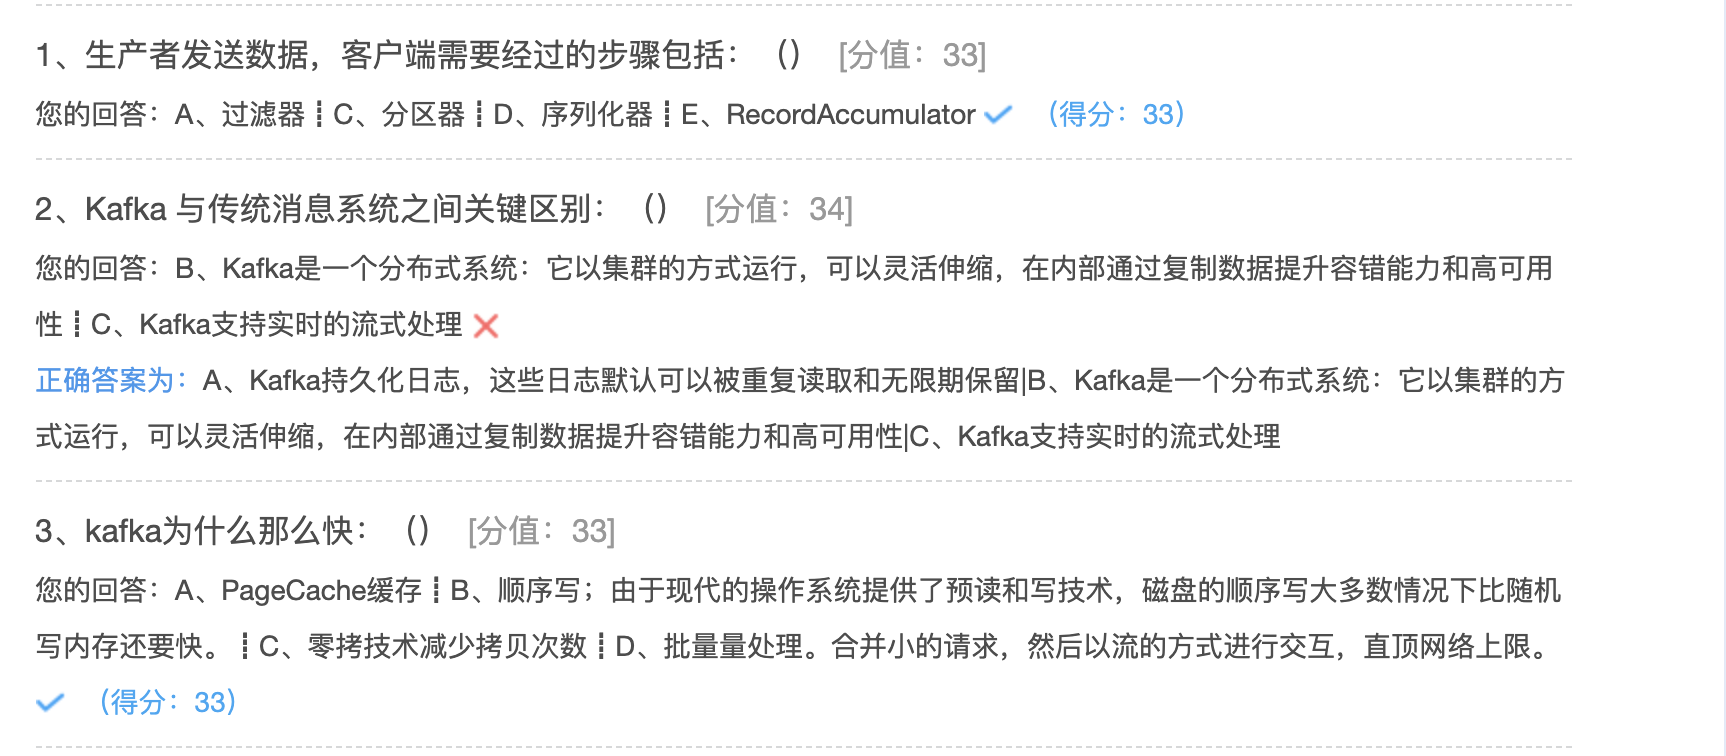 1、生产者发送数据，客户端需要经过的步骤包括： () [分值：33]
您的回答：A、过滤器┋C、分区器┋D、序列化器┋E、RecordAccumulator （得分：33）
2、Kafka 与传统消息系统之间关键区别： () [分值：34]
您的回答：B、Kafka是一个分布式系统：它以集群的方式运行，可以灵活伸缩，在内部通过复制数据提升容错能力和高可用
性┋C、Kafka支持实时的流式处理
正确答案为：A、Kafka持久化日志，这些日志默认可以被重复读取和无限期保留|B、Kafka是一个分布式系统：它以集群的方
式运行，可以灵活伸缩，在内部通过复制数据提升容错能力和高可用性|C、Kafka支持实时的流式处理
3、kafka为什么那么快： () [分值：33]
您的回答：A、PageCache缓存┋B、顺序写；由于现代的操作系统提供了预读和写技术，磁盘的顺序写大多数情况下比随机
写内存还要快。┋C、零拷技术减少拷贝次数┋D、批量量处理。合并小的请求，然后以流的方式进行交互，直顶网络上限。
（得分：33）